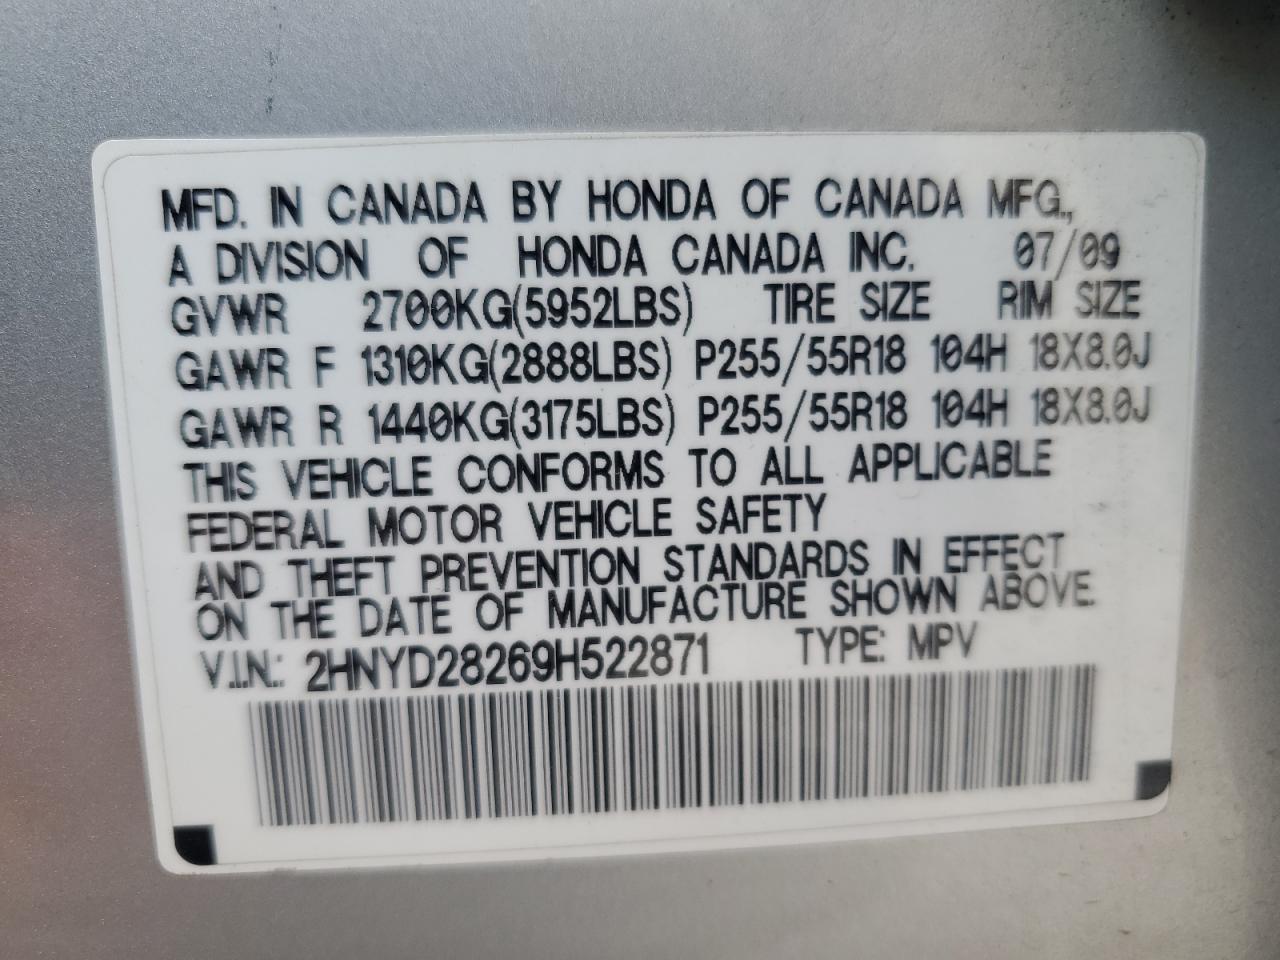 MFD. IN CANADA BY HONDA OF CANADA MFG.,
A DIVISION OF HONDA CANADA INC. 07/09
GVWR 2700KG(5952LBS) TIRE SIZE RIM SIZE
GAWR F 1310KG(2888LBS) P255/55R18 104H 18X8.0J
GAWR R 1440KG(3175LBS) P255/55R18 104H 18X8.0J
THIS VEHICLE CONFORMS TO ALL APPLICABLE
FEDERAL MOTOR VEHICLE SAFETY
AND THEFT PREVENTION STANDARDS IN EFFECT
ON THE DATE OF MANUFACTURE SHOWN ABOVE.
V.I.N.: 2HNYD28269H522871 TYPE: MPV